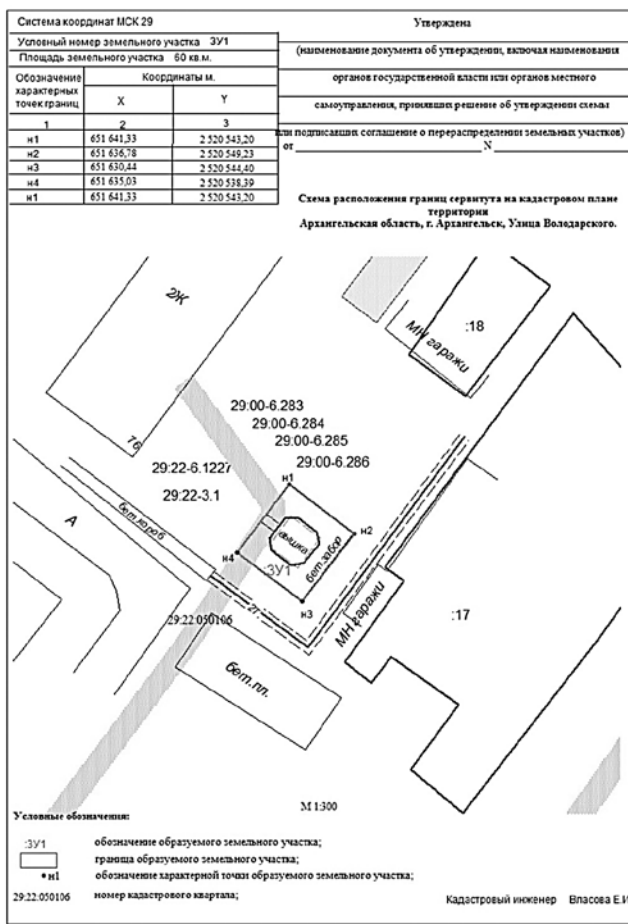 Система координат МСК 29
Условный номер земельного участка ЗУ1
Площадь земельного участка 60 кв.м.
Обозначение характерных точек границ
Координаты м.
X Y
1 2 3
н1 651 641,33 2 520 543,20
н2 651 636,78 2 520 549,23
н3 651 630,44 2 520 544,40
н4 651 635,03 2 520 538,39
н1 651 641,33 2 520 543,20
Утверждена
(наименование документа об утверждении, включая наименования
органов государственной власти или органов местного
самоуправления, принявших решение об утверждении схемы
или подписавших соглашение о перераспределении земельных участков)
от N
Схема расположения границ сервитута на кадастровом плане
территории
Архангельская область, г. Архангельск, Улица Володарского.
2Ж
76
МН гаражи
:18
29:00-6.283
29:00-6.284
29:00-6.285
29:00-6.286
29:22-6.1227
29:22-3.1
н1
н2
н4
н3
вышка
:ЗУ1
бет.забор
бет.короб
А
27
29:22:050106
МН гаражи
:17
бет.пл.
М 1:300
Условные обозначения:
:ЗУ1 обозначение образуемого земельного участка;
граница образуемого земельного участка;
•н1 обозначение характерной точки образуемого земельного участка;
29:22:050106 номер кадастрового квартала;
Кадастровый инженер Власова Е.И